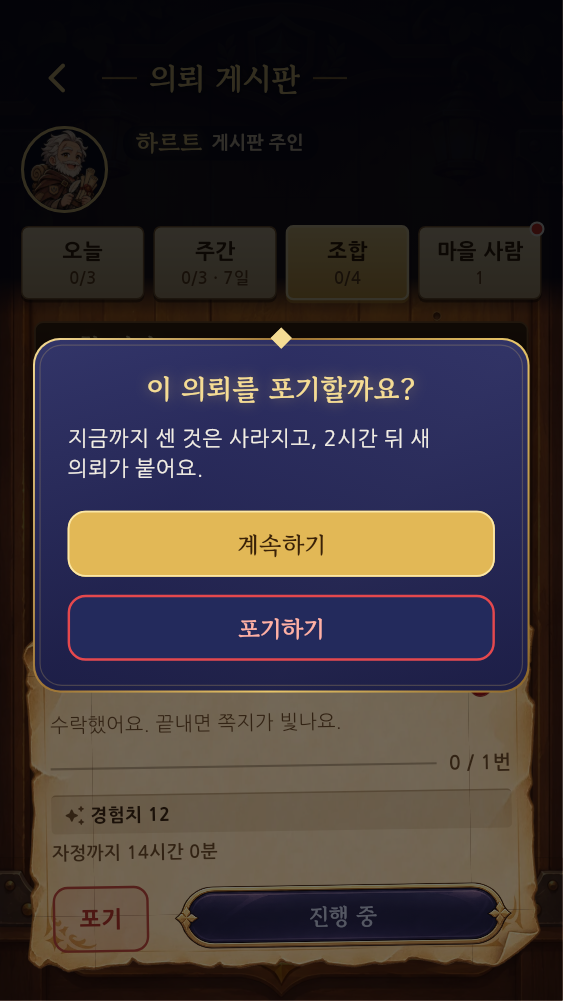 의뢰 게시판
하르트 게시판 주인
오늘
0/3
주간
0/3 · 7일
조합
0/4
마을 사람
1
이 의뢰를 포기할까요?
지금까지 센 것은 사라지고, 2시간 뒤 새
의뢰가 붙어요.
계속하기
포기하기
수락했어요. 끝내면 쪽지가 빛나요.
0 / 1번
경험치 12
자정까지 14시간 0분
포기
진행 중